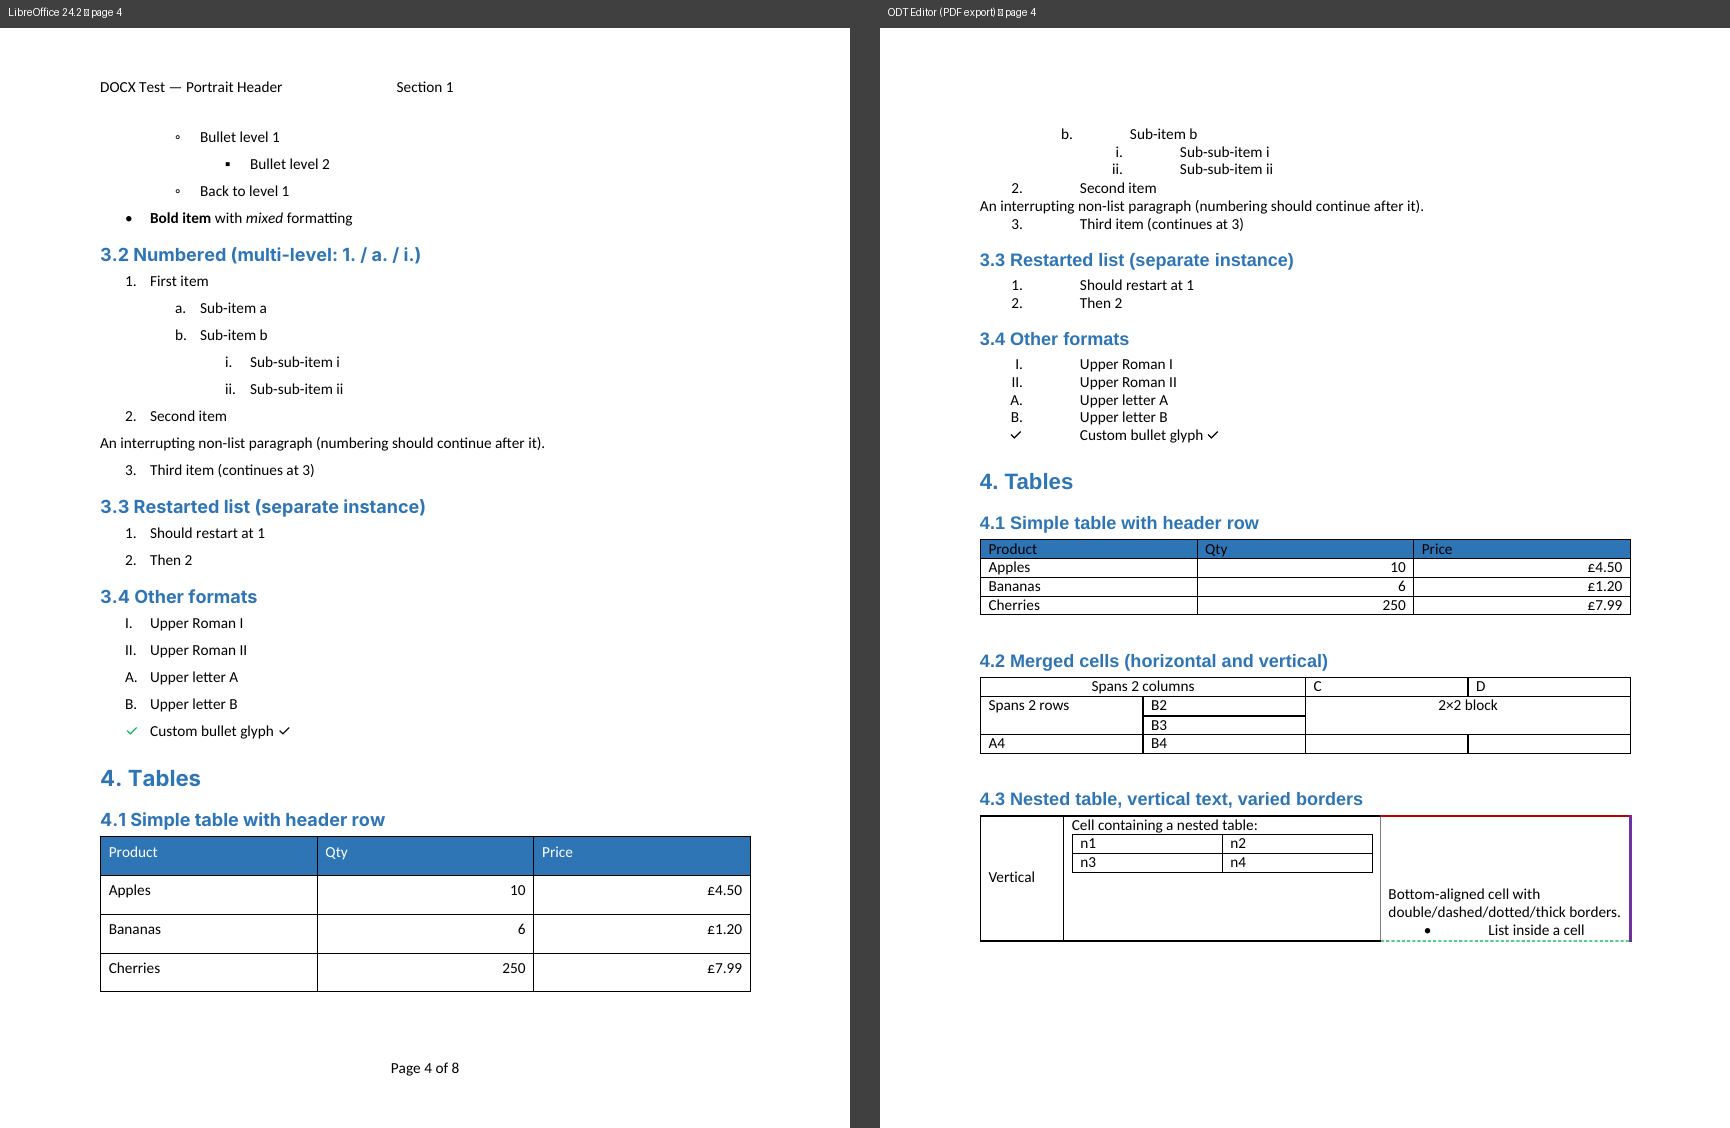 LibreOffice 24.2 page 4
DOCX Test — Portrait Header Section 1
◦ Bullet level 1
▪ Bullet level 2
◦ Back to level 1
• Bold item with mixed formatting
3.2 Numbered (multi-level: 1. / a. / i.)
1. First item
a. Sub-item a
b. Sub-item b
i. Sub-sub-item i
ii. Sub-sub-item ii
2. Second item
An interrupting non-list paragraph (numbering should continue after it).
3. Third item (continues at 3)
3.3 Restarted list (separate instance)
1. Should restart at 1
2. Then 2
3.4 Other formats
I. Upper Roman I
II. Upper Roman II
A. Upper letter A
B. Upper letter B
✓ Custom bullet glyph ✓
4. Tables
4.1 Simple table with header row
Product Qty Price
Apples 10 £4.50
Bananas 6 £1.20
Cherries 250 £7.99
Page 4 of 8
ODT Editor (PDF export) page 4
b. Sub-item b
i. Sub-sub-item i
ii. Sub-sub-item ii
2. Second item
An interrupting non-list paragraph (numbering should continue after it).
3. Third item (continues at 3)
3.3 Restarted list (separate instance)
1. Should restart at 1
2. Then 2
3.4 Other formats
I. Upper Roman I
II. Upper Roman II
A. Upper letter A
B. Upper letter B
✓ Custom bullet glyph ✓
4. Tables
4.1 Simple table with header row
Product Qty Price
Apples 10 £4.50
Bananas 6 £1.20
Cherries 250 £7.99
4.2 Merged cells (horizontal and vertical)
Spans 2 columns C D
Spans 2 rows B2 2×2 block
B3
A4 B4
4.3 Nested table, vertical text, varied borders
Vertical
Cell containing a nested table:
n1 n2
n3 n4
Bottom-aligned cell with
double/dashed/dotted/thick borders.
• List inside a cell